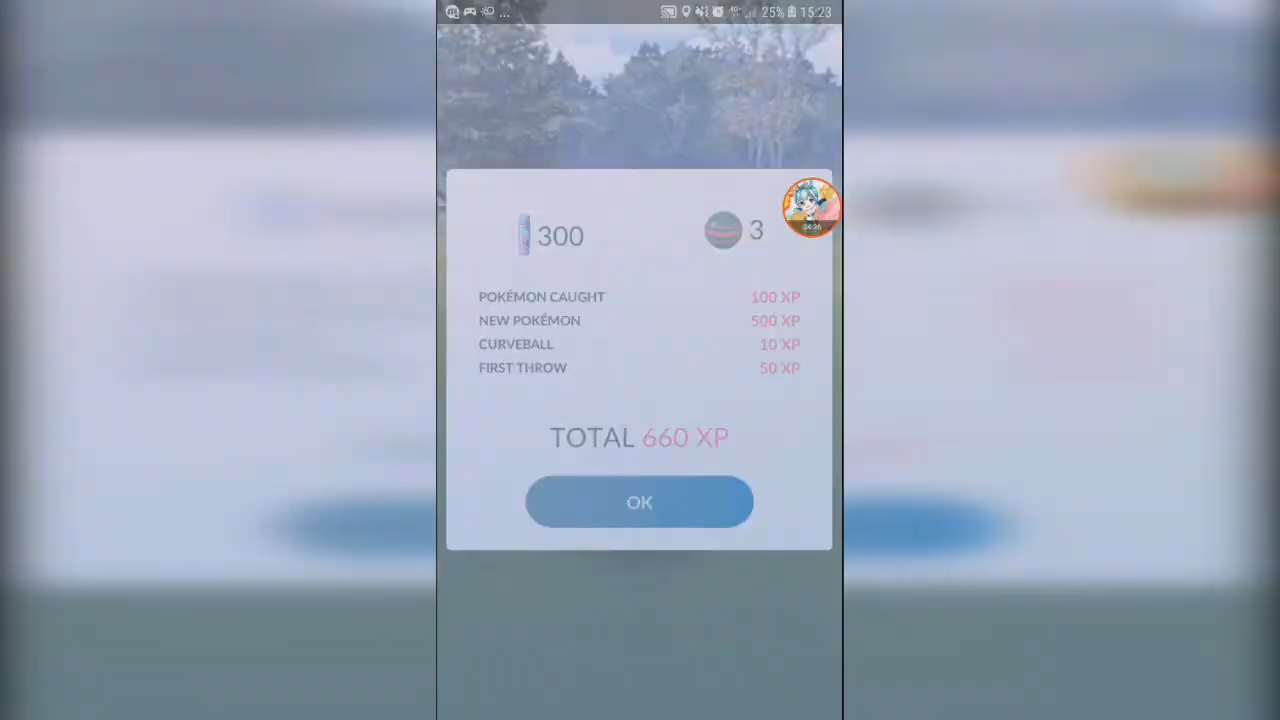 ... 4G+ 25% 15:23
300 3
POKÉMON CAUGHT 100 XP
NEW POKÉMON 500 XP
CURVEBALL 10 XP
FIRST THROW 50 XP
TOTAL 660 XP
OK